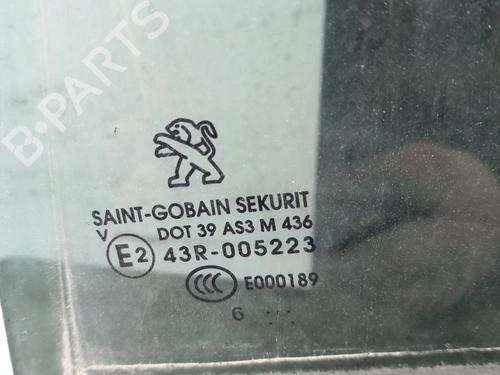 B-PARTS
SAINT-GOBAIN SEKURIT
V DOT 39 AS3 M 436
E2 43R-005223
CCC E000189
6 ...